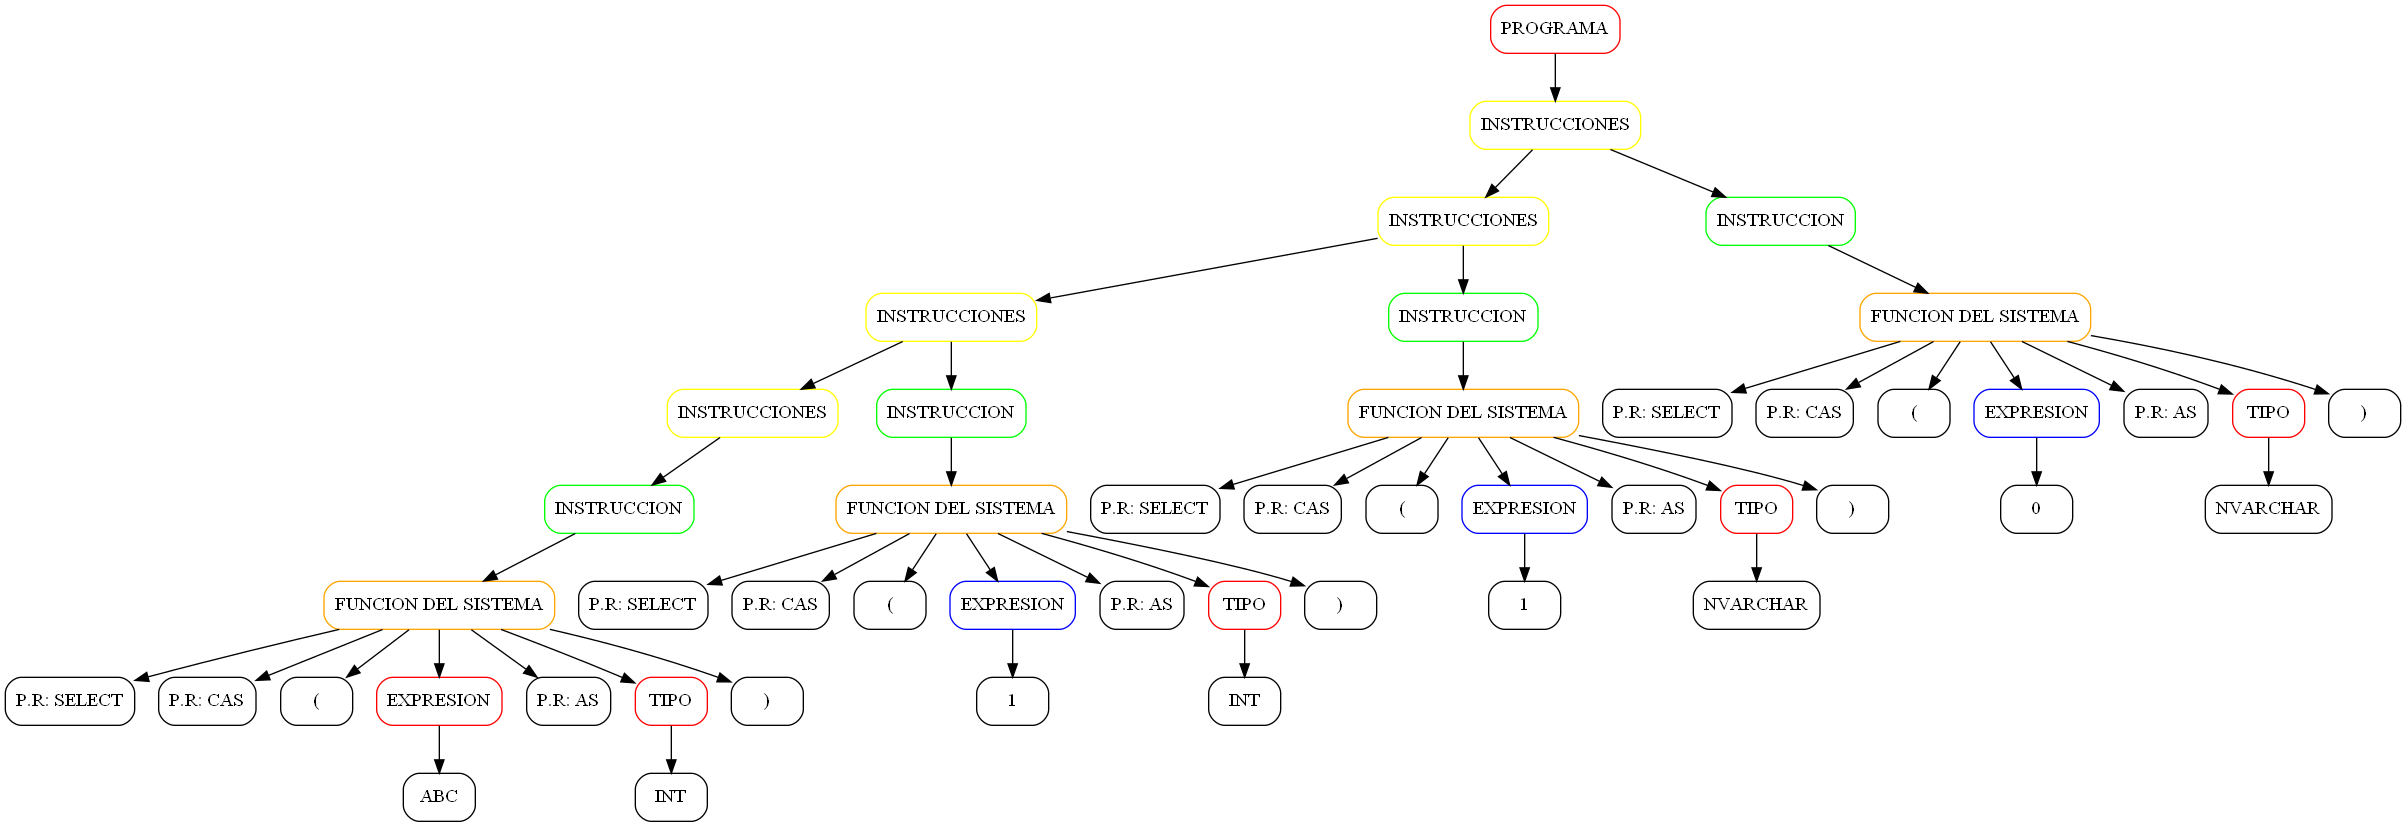 PROGRAMA
INSTRUCCIONES
INSTRUCCIONES INSTRUCCION
INSTRUCCIONES INSTRUCCION FUNCION DEL SISTEMA
INSTRUCCIONES INSTRUCCION FUNCION DEL SISTEMA P.R: SELECT P.R: CAS ( EXPRESION P.R: AS TIPO )
INSTRUCCION FUNCION DEL SISTEMA P.R: SELECT P.R: CAS ( EXPRESION P.R: AS TIPO ) 0 NVARCHAR
FUNCION DEL SISTEMA P.R: SELECT P.R: CAS ( EXPRESION P.R: AS TIPO ) 1 NVARCHAR
P.R: SELECT P.R: CAS ( EXPRESION P.R: AS TIPO ) 1 INT
ABC INT